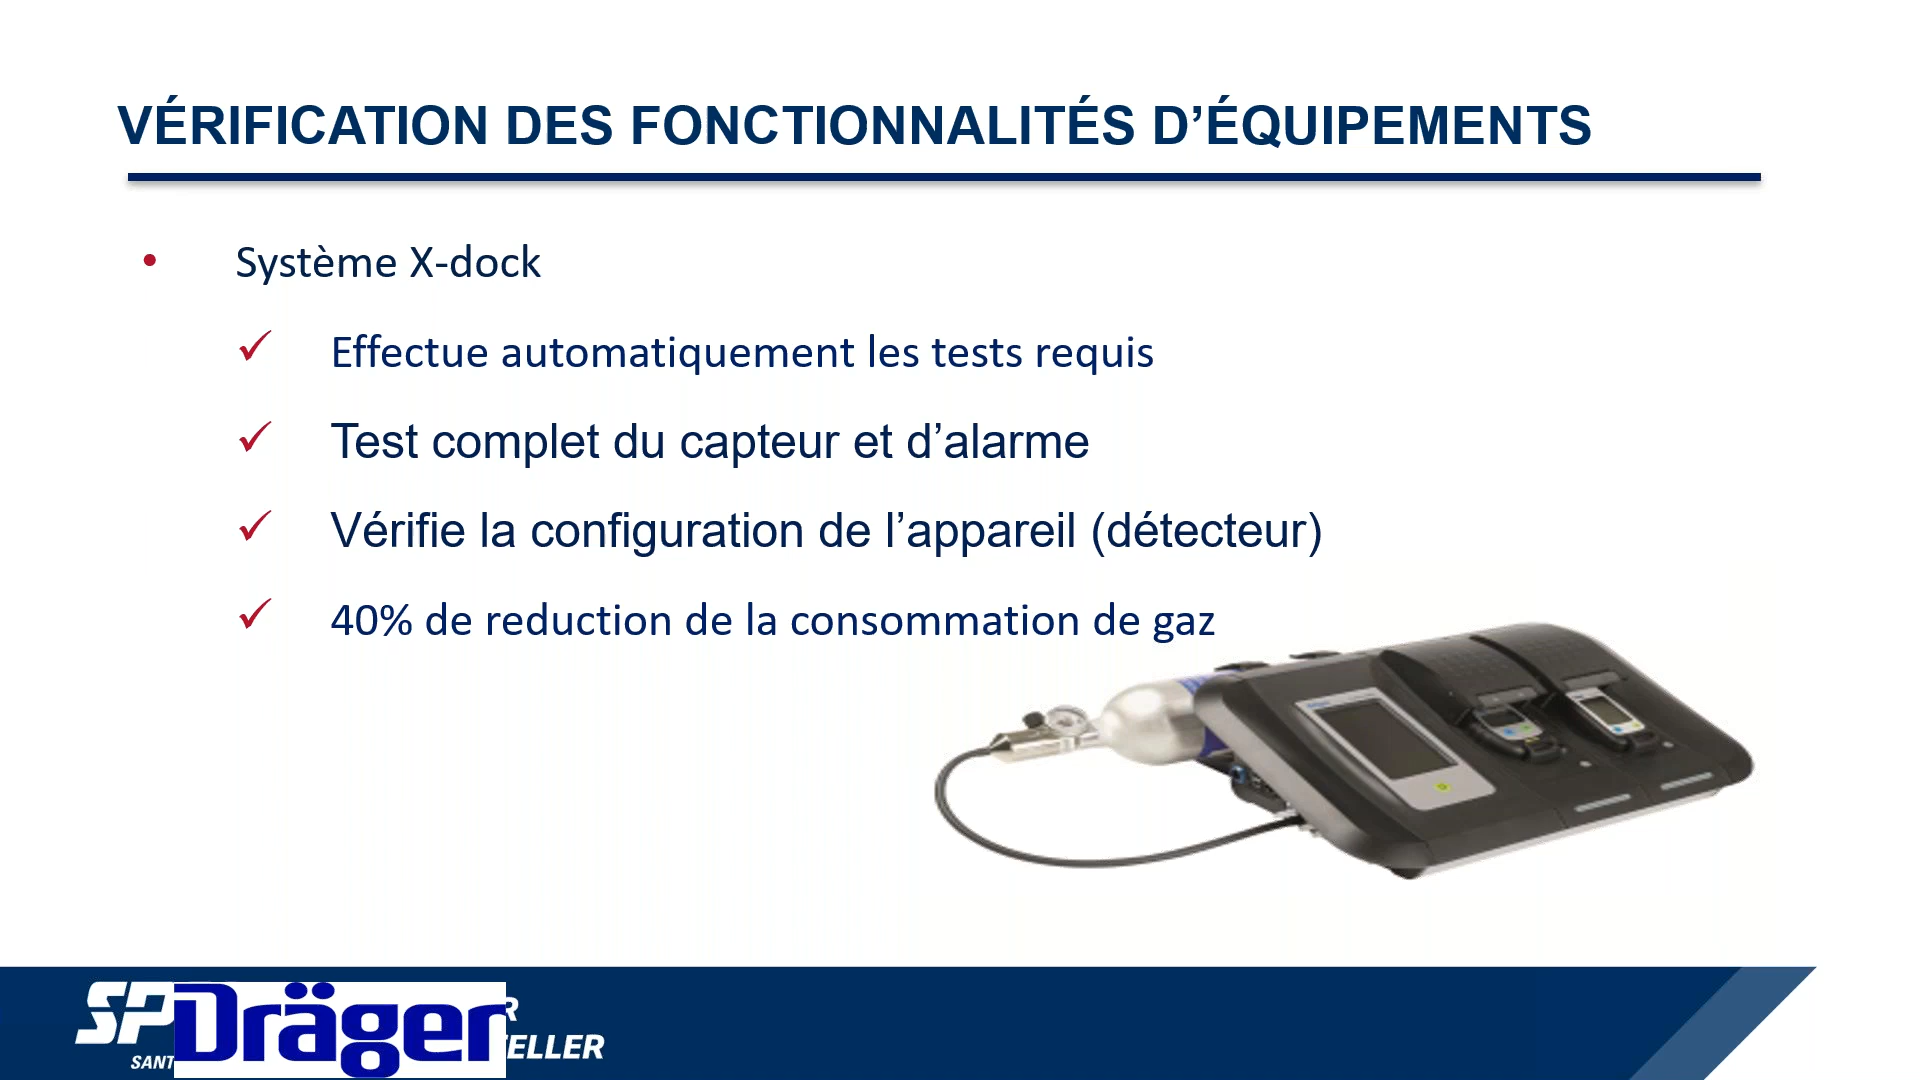 VÉRIFICATION DES FONCTIONNALITÉS D’ÉQUIPEMENTS
• Système X-dock
✓ Effectue automatiquement les tests requis
✓ Test complet du capteur et d’alarme
✓ Vérifie la configuration de l’appareil (détecteur)
✓ 40% de reduction de la consommation de gaz
Dräger